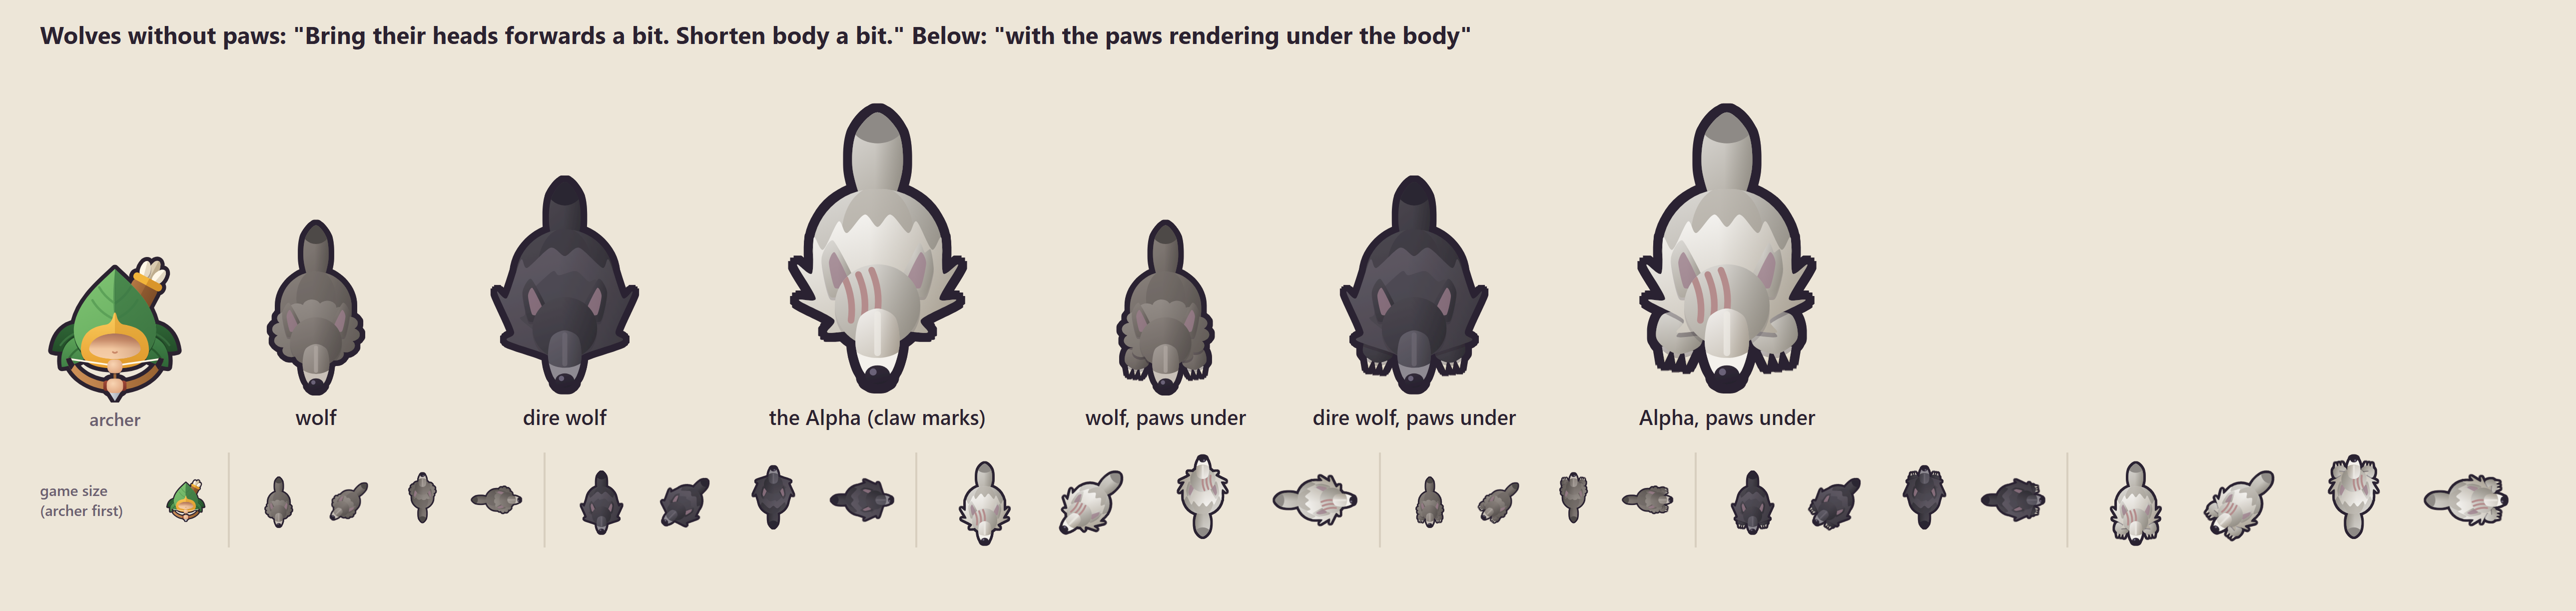 Wolves without paws: "Bring their heads forwards a bit. Shorten body a bit." Below: "with the paws rendering under the body"
archer
wolf
dire wolf
the Alpha (claw marks)
wolf, paws under
dire wolf, paws under
Alpha, paws under
game size
(archer first)